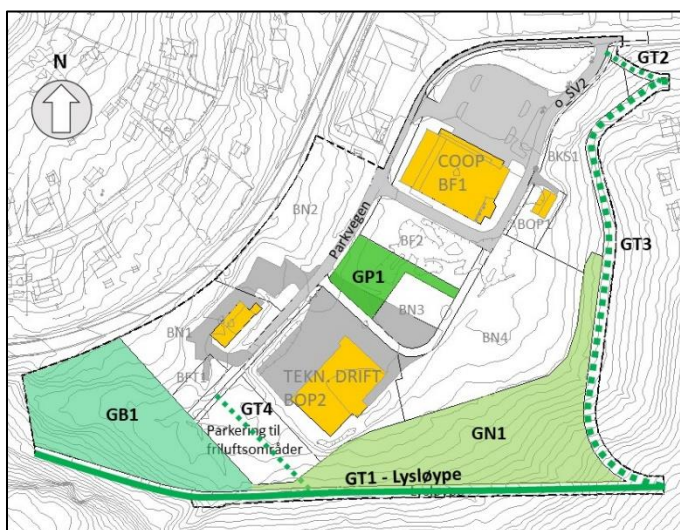 N
GT2
o_SV2
COOP
BF1
BKS1
BOP1
BN2
Parkvegen
BF2
GT3
GP1
BN3
BN4
BN1
BFT1
TEKN. DRIFT
BOP2
GT4
GB1
Parkering til
friluftsområder
GN1
GT1 - Lysløype